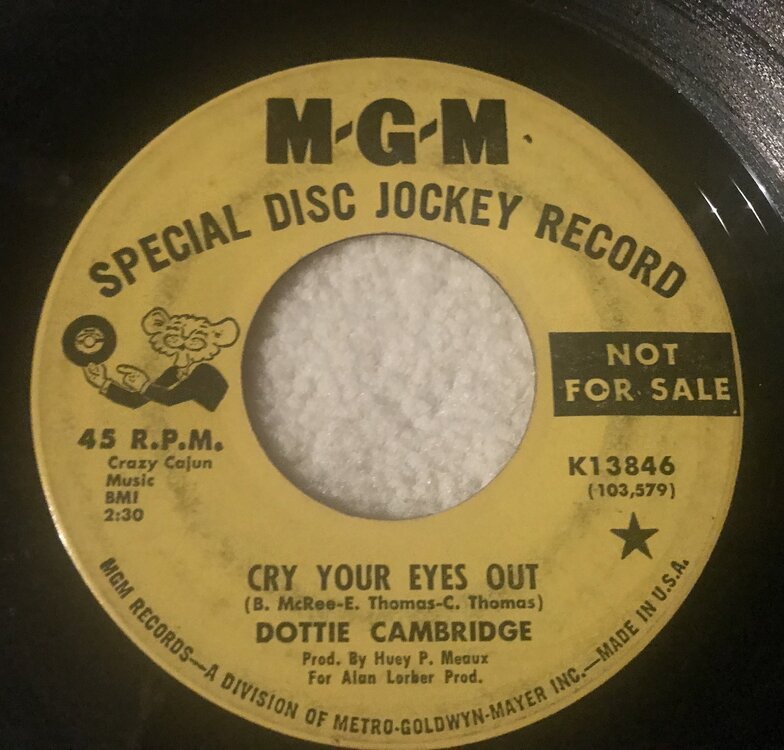 M-G-M
SPECIAL DISC JOCKEY RECORD
NOT
FOR SALE
45 R.P.M.
Crazy Cajun
Music
BMI
2:30
K13846
(103,579)
CRY YOUR EYES OUT
(B. McRee-E. Thomas-C. Thomas)
DOTTIE CAMBRIDGE
Prod. By Huey P. Meaux
For Alan Lorber Prod.
MGM RECORDS—A DIVISION OF METRO-GOLDWYN-MAYER INC.—MADE IN U.S.A.